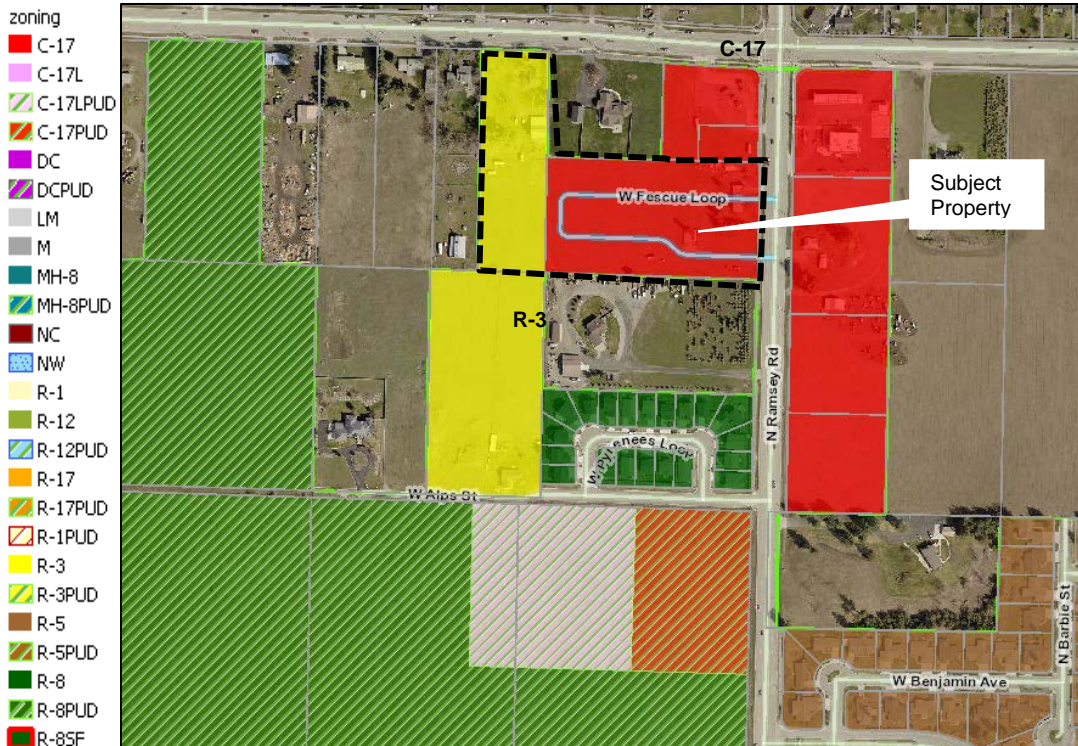 zoning
C-17
C-17L
C-17LPUD
C-17PUD
DC
DCPUD
LM
M
MH-8
MH-8PUD
NC
NW
R-1
R-12
R-12PUD
R-17
R-17PUD
R-1PUD
R-3
R-3PUD
R-5
R-5PUD
R-8
R-8PUD
R-8SF
C-17
W Fescue Loop
Subject
Property
R-3
N Ramsey Rd
W Pyrenees Loop
W Alps St
N Barbie St
W Benjamin Ave